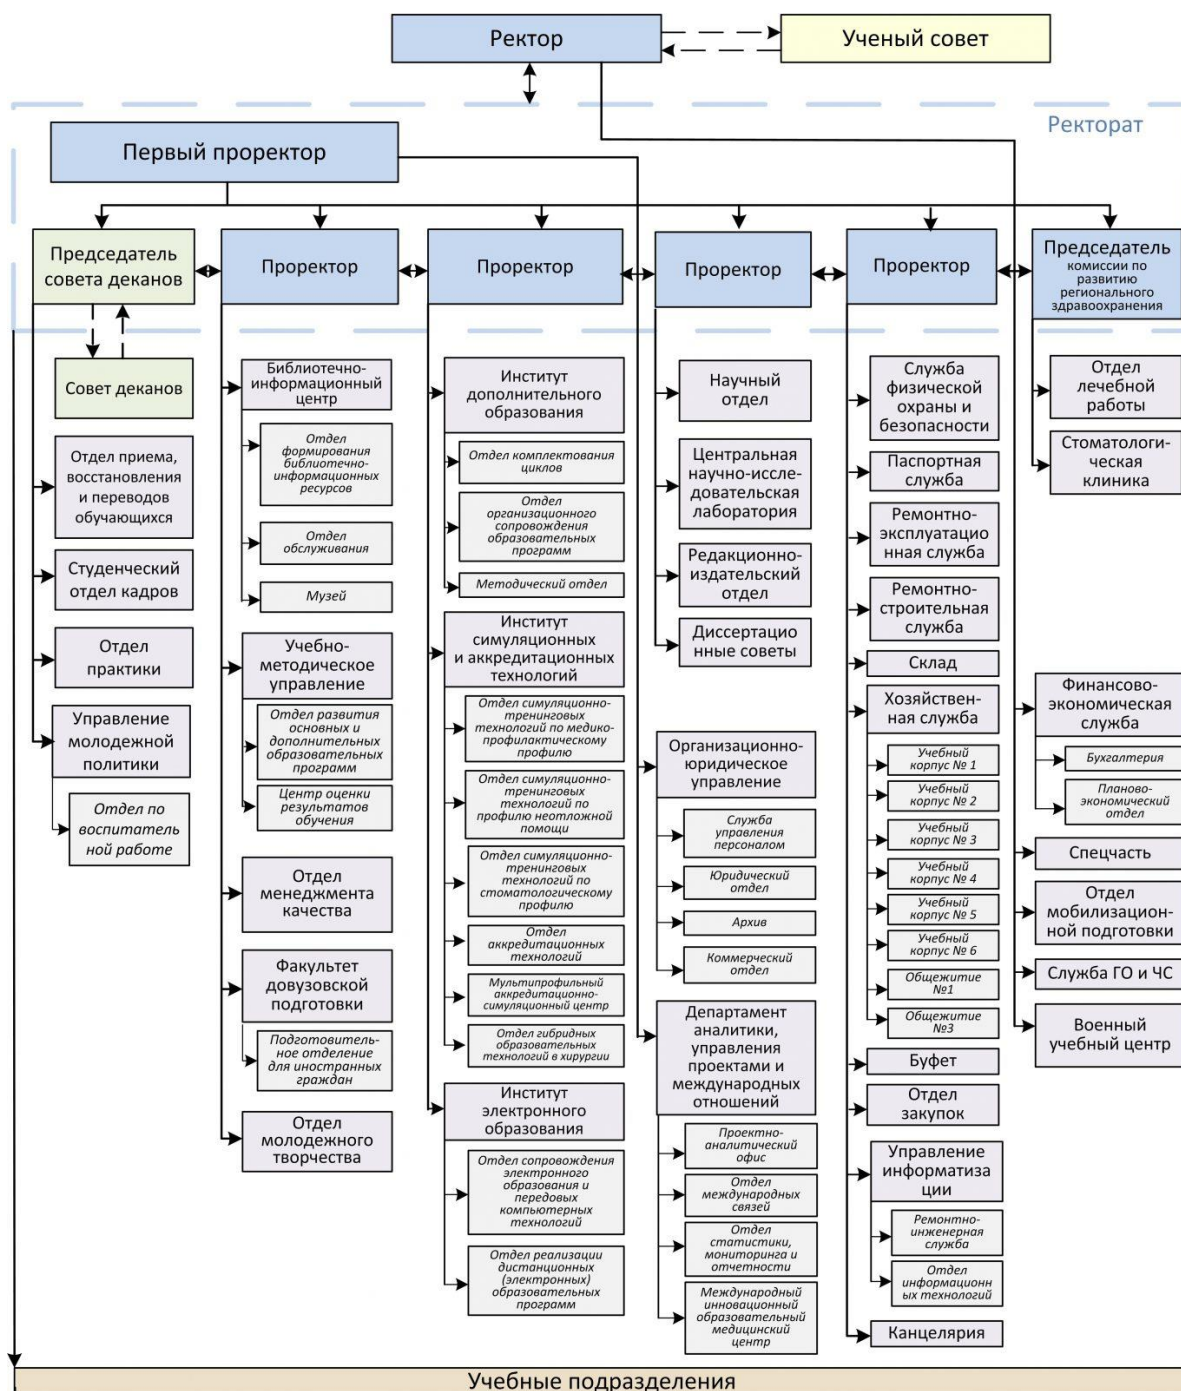 Ректор
Ученый совет
Ректорат
Первый проректор
Председатель
совета деканов
Проректор
Проректор
Проректор
Проректор
Председатель
комиссии по
развитию
регионального
здравоохранения
Совет деканов
Отдел приема,
восстановления
и переводов
обучающихся
Студенческий
отдел кадров
Отдел
практики
Управление
молодежной
политики
Отдел по
воспитатель
ной работе
Библиотечно-
информационный
центр
Отдел
формирования
библиотечно-
информационных
ресурсов
Отдел
обслуживания
Музей
Учебно-
методическое
управление
Отдел развития
основных и
дополнительных
образовательных
программ
Центр оценки
результатов
обучения
Отдел
менеджмента
качества
Факультет
довузовской
подготовки
Подготовитель-
ное отделение
для иностранных
граждан
Отдел
молодежного
творчества
Институт
дополнительного
образования
Отдел комплектования
циклов
Отдел
организационного
сопровождения
образовательных
программ
Методический отдел
Институт
симуляционных
и аккредитационных
технологий
Отдел симуляционно-
тренинговых
технологий по медико-
профилактическому
профилю
Отдел симуляционно-
тренинговых
технологий по
профилю неотложной
помощи
Отдел симуляционно-
тренинговых
технологий по
стоматологическому
профилю
Отдел
аккредитационных
технологий
Мультипрофильный
аккредитационно-
симуляционный центр
Отдел гибридных
образовательных
технологий в хирургии
Институт
электронного
образования
Отдел сопровождения
электронного
образования и
передовых
компьютерных
технологий
Отдел реализации
дистанционных
(электронных)
образовательных
программ
Научный
отдел
Центральная
научно-иссле-
довательская
лаборатория
Редакционно-
издательский
отдел
Диссертацио
нные советы
Организационно-
юридическое
управление
Служба
управления
персоналом
Юридический
отдел
Архив
Коммерческий
отдел
Департамент
аналитики,
управления
проектами и
международных
отношений
Проектно-
аналитический
офис
Отдел
международных
связей
Отдел
статистики,
мониторинга и
отчетности
Международный
инновационный
образовательный
медицинский
центр
Служба
физической
охраны и
безопасности
Паспортная
служба
Ремонтно-
эксплуатацио
нная служба
Ремонтно-
строительная
служба
Склад
Хозяйствен-
ная служба
Учебный
корпус № 1
Учебный
корпус № 2
Учебный
корпус № 3
Учебный
корпус № 4
Учебный
корпус № 5
Учебный
корпус № 6
Общежитие
№1
Общежитие
№3
Буфет
Отдел
закупок
Управление
информатиза
ции
Ремонтно-
инженерная
служба
Отдел
информационн
ых технологий
Канцелярия
Отдел
лечебной
работы
Стоматологи-
ческая
клиника
Финансово-
экономическая
служба
Бухгалтерия
Планово-
экономический
отдел
Спецчасть
Отдел
мобилизацион-
ной подготовки
Служба ГО и ЧС
Военный
учебный центр
Учебные подразделения